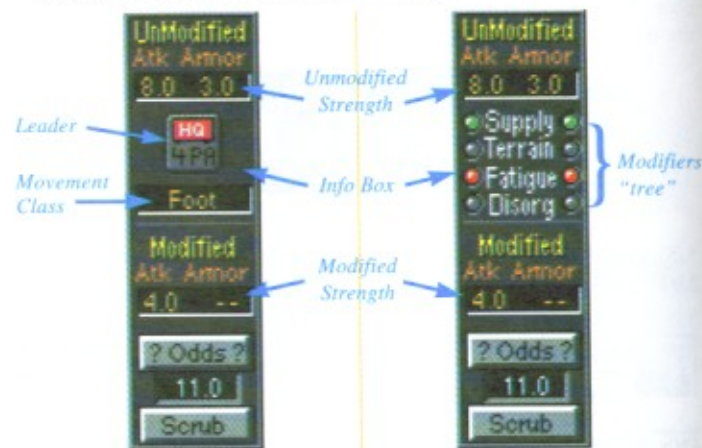 UnModified
Atk Armor
8.0 3.0
Leader
HQ
4PA
Movement
Class
Foot
Modified
Atk Armor
4.0 --
? Odds ?
11.0
Scrub
Unmodified
Strength
Info Box
Modified
Strength
UnModified
Atk Armor
8.0 3.0
Supply
Terrain
Fatigue
Disorg
Modifiers
"tree"
Modified
Atk Armor
4.0 --
? Odds ?
11.0
Scrub